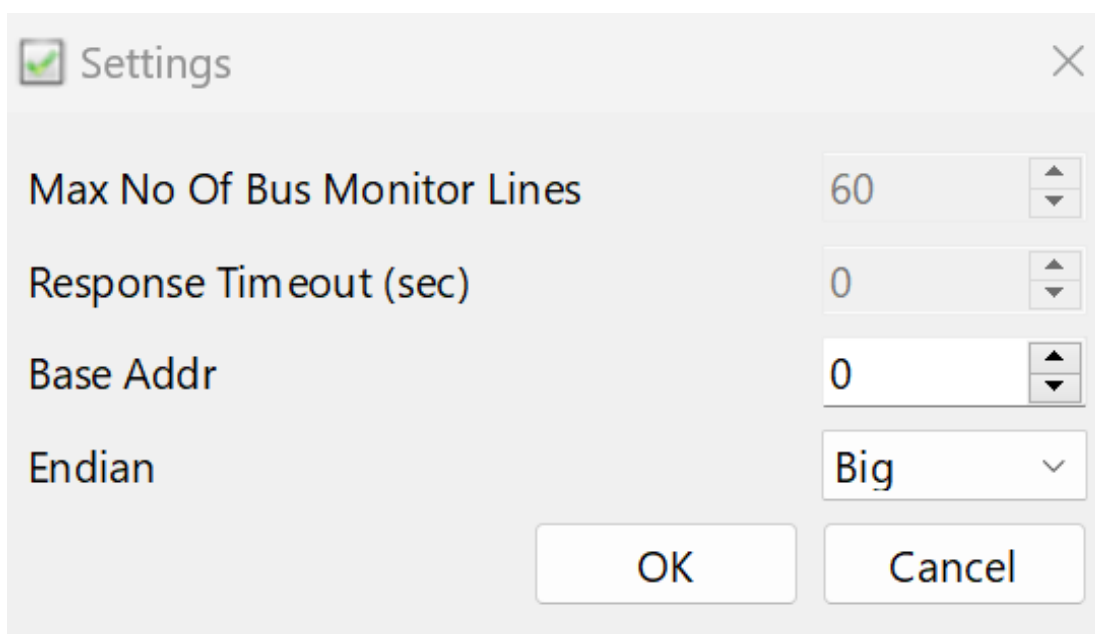 Settings
Max No Of Bus Monitor Lines 60
Response Timeout (sec) 0
Base Addr 0
Endian Big
OK Cancel